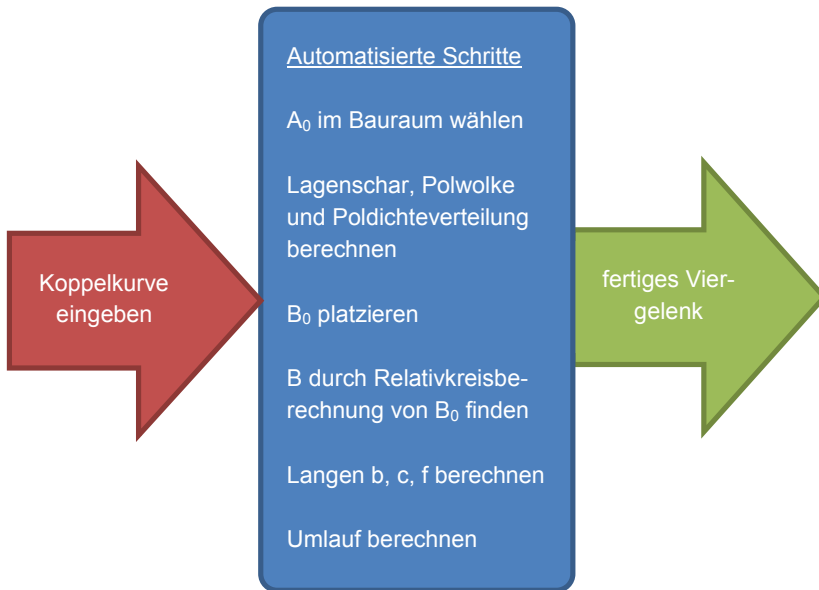 Koppelkurve
eingeben
Automatisierte Schritte
A₀ im Bauraum wählen
Lagenschar, Polwolke
und Poldichteverteilung
berechnen
B₀ platzieren
B durch Relativkreisbe-
rechnung von B₀ finden
Langen b, c, f berechnen
Umlauf berechnen
fertiges Vier-
gelenk